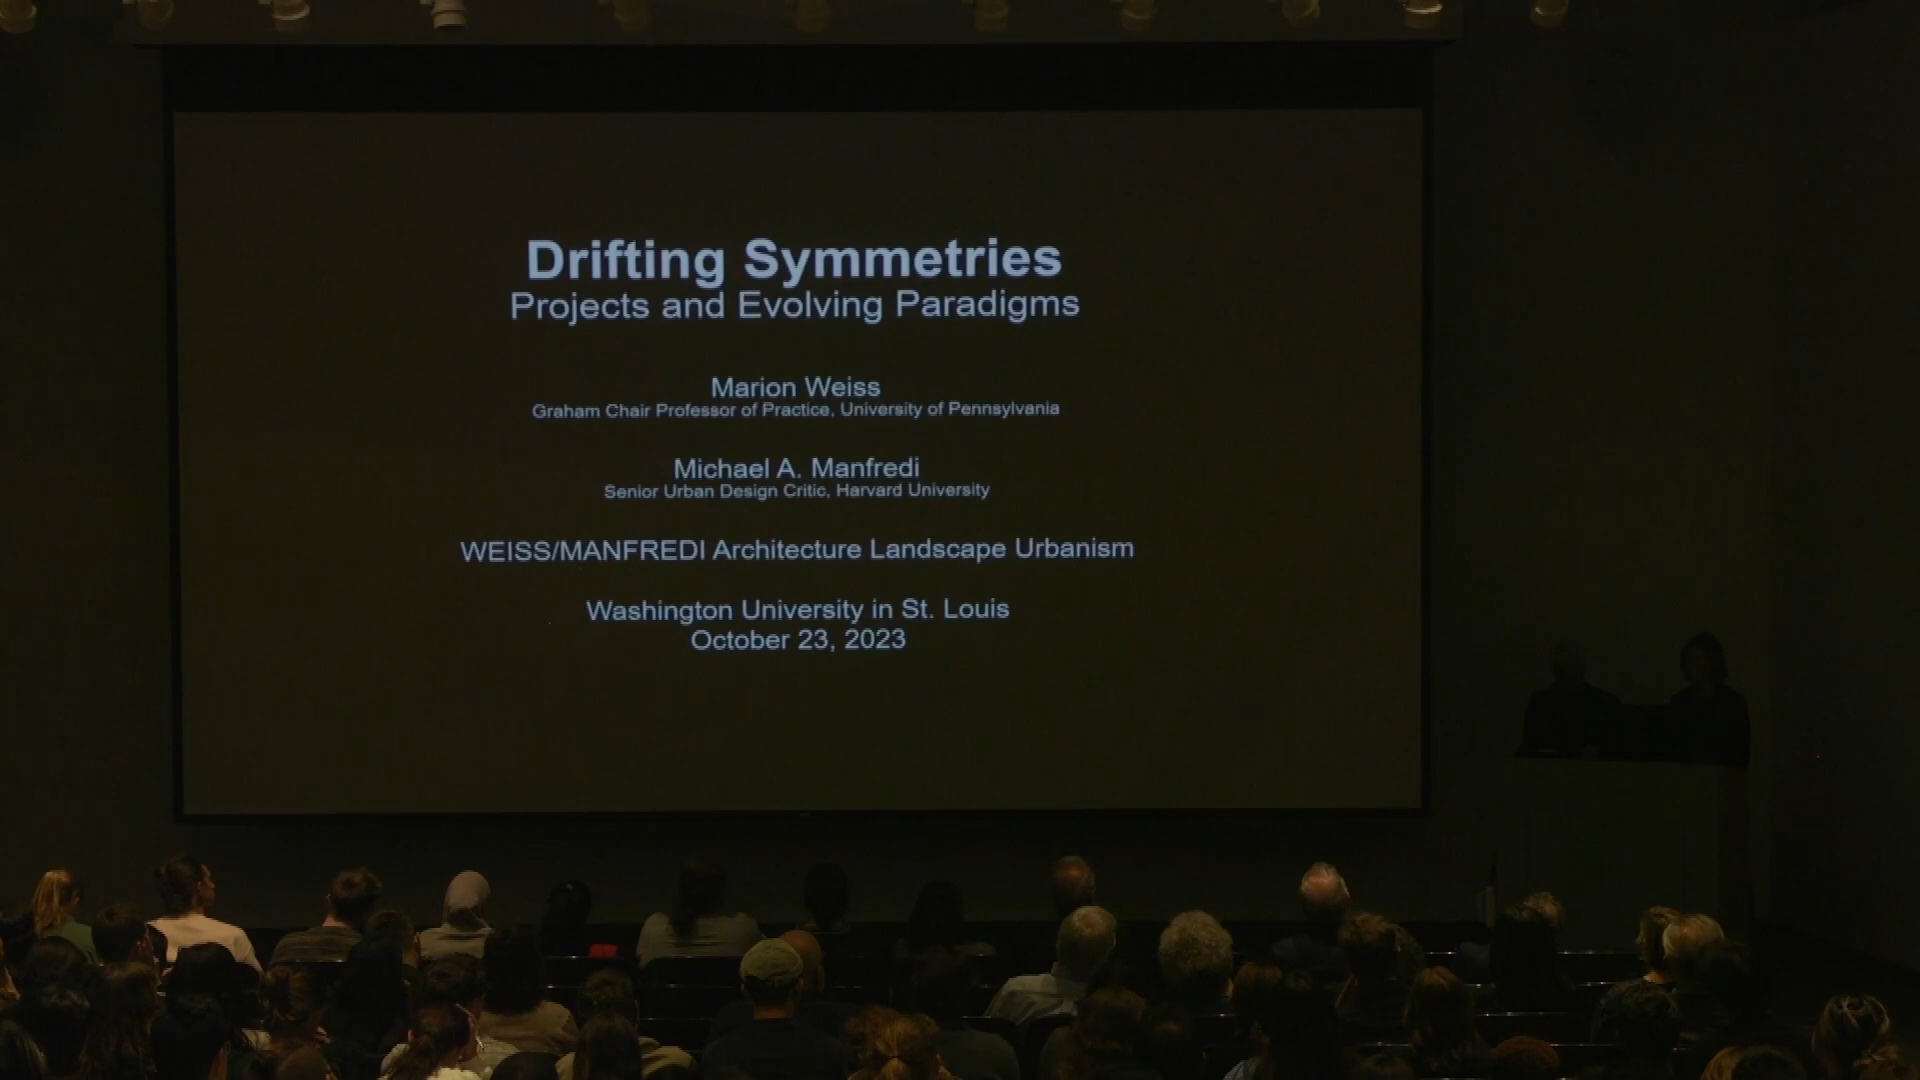 Drifting Symmetries
Projects and Evolving Paradigms
Marion Weiss
Graham Chair Professor of Practice, University of Pennsylvania
Michael A. Manfredi
Senior Urban Design Critic, Harvard University
WEISS/MANFREDI Architecture Landscape Urbanism
Washington University in St. Louis
October 23, 2023